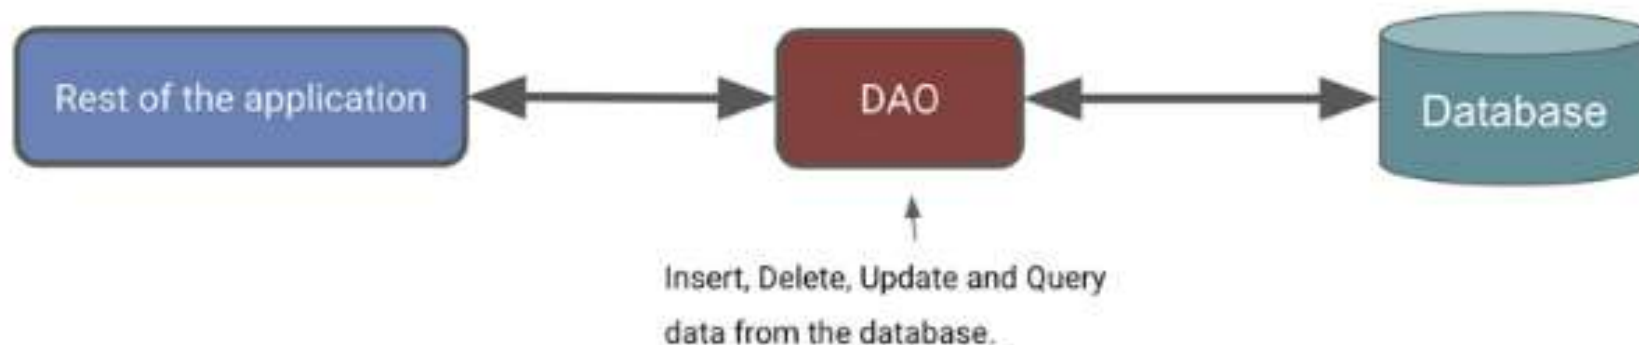 Rest of the application
DAO
Database
Insert, Delete, Update and Query
data from the database.